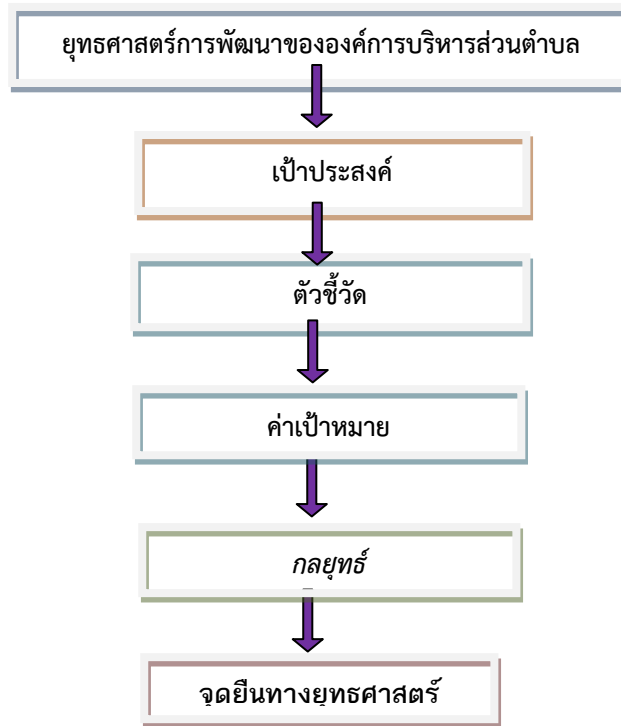 ยุทธศาสตร์การพัฒนาขององค์การบริหารส่วนตำบล
เป้าประสงค์
ตัวชี้วัด
ค่าเป้าหมาย
กลยุทธ์
จุดยืนทางยุทธศาสตร์